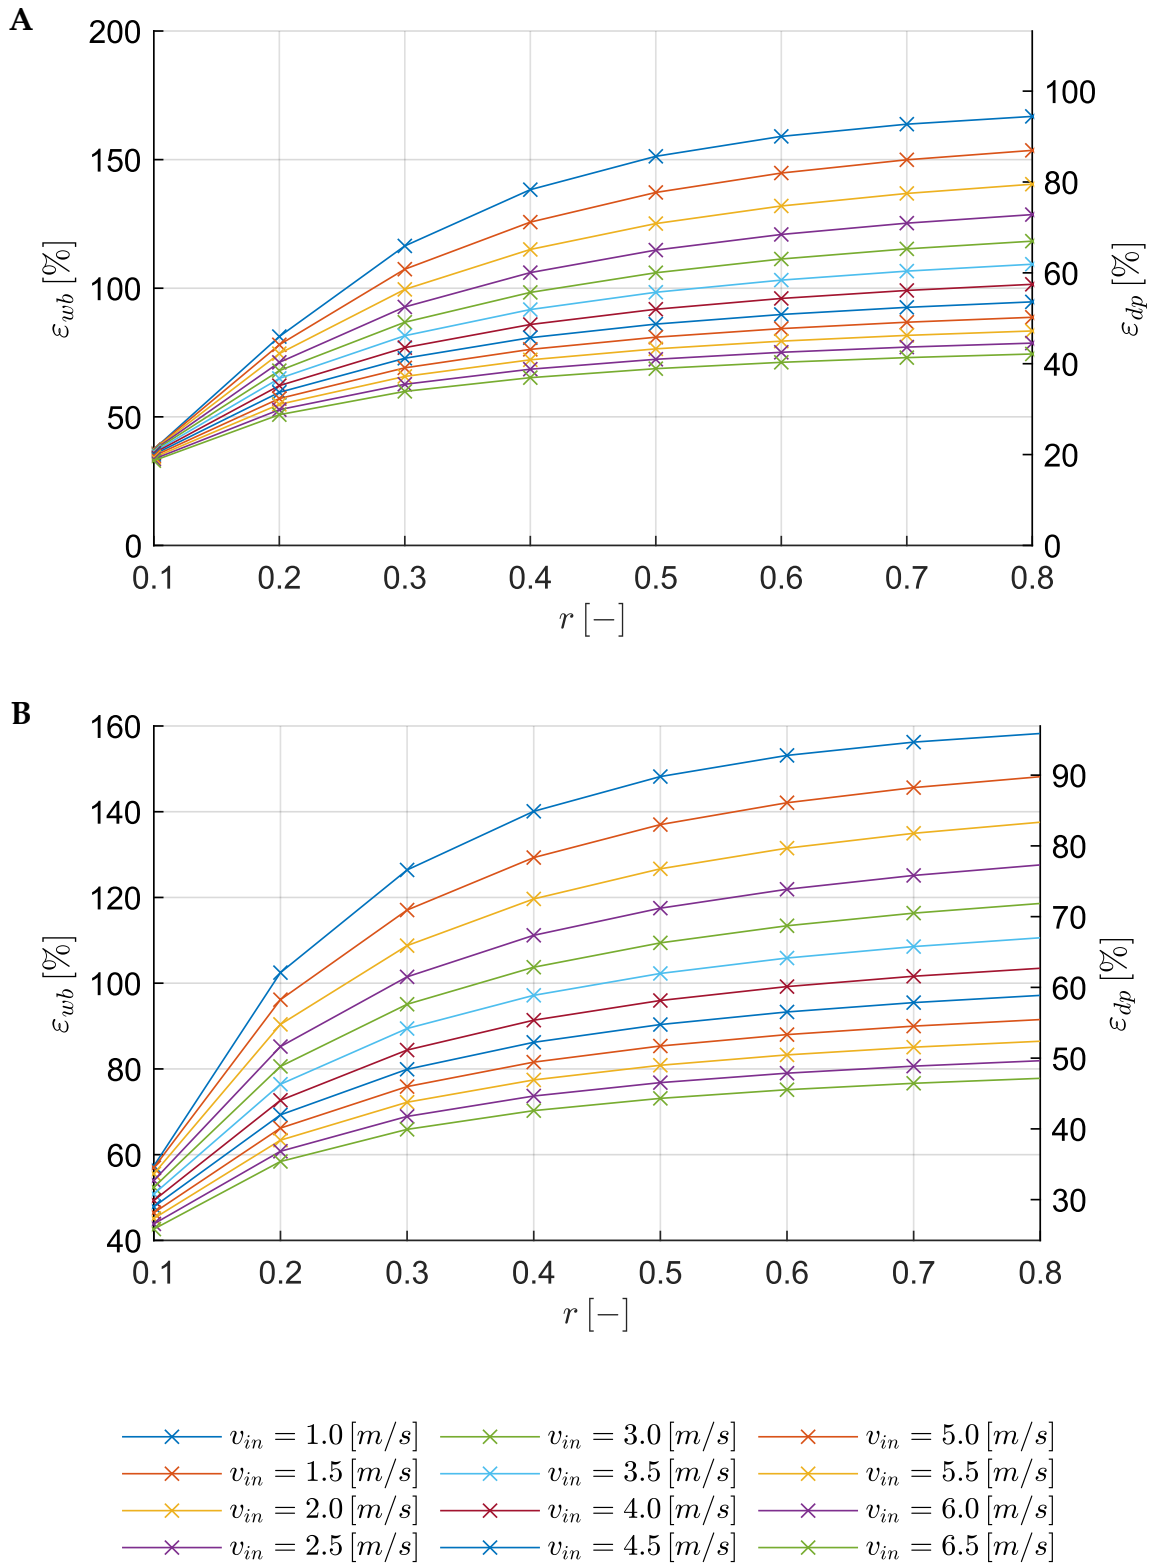 A
200
150
100
50
0
ε_wb [%]
100
80
60
40
20
0
ε_dp [%]
0.1 0.2 0.3 0.4 0.5 0.6 0.7 0.8
r [−]
B
160
140
120
100
80
60
40
ε_wb [%]
90
80
70
60
50
40
30
ε_dp [%]
0.1 0.2 0.3 0.4 0.5 0.6 0.7 0.8
r [−]
v_in = 1.0 [m/s] v_in = 3.0 [m/s] v_in = 5.0 [m/s]
v_in = 1.5 [m/s] v_in = 3.5 [m/s] v_in = 5.5 [m/s]
v_in = 2.0 [m/s] v_in = 4.0 [m/s] v_in = 6.0 [m/s]
v_in = 2.5 [m/s] v_in = 4.5 [m/s] v_in = 6.5 [m/s]